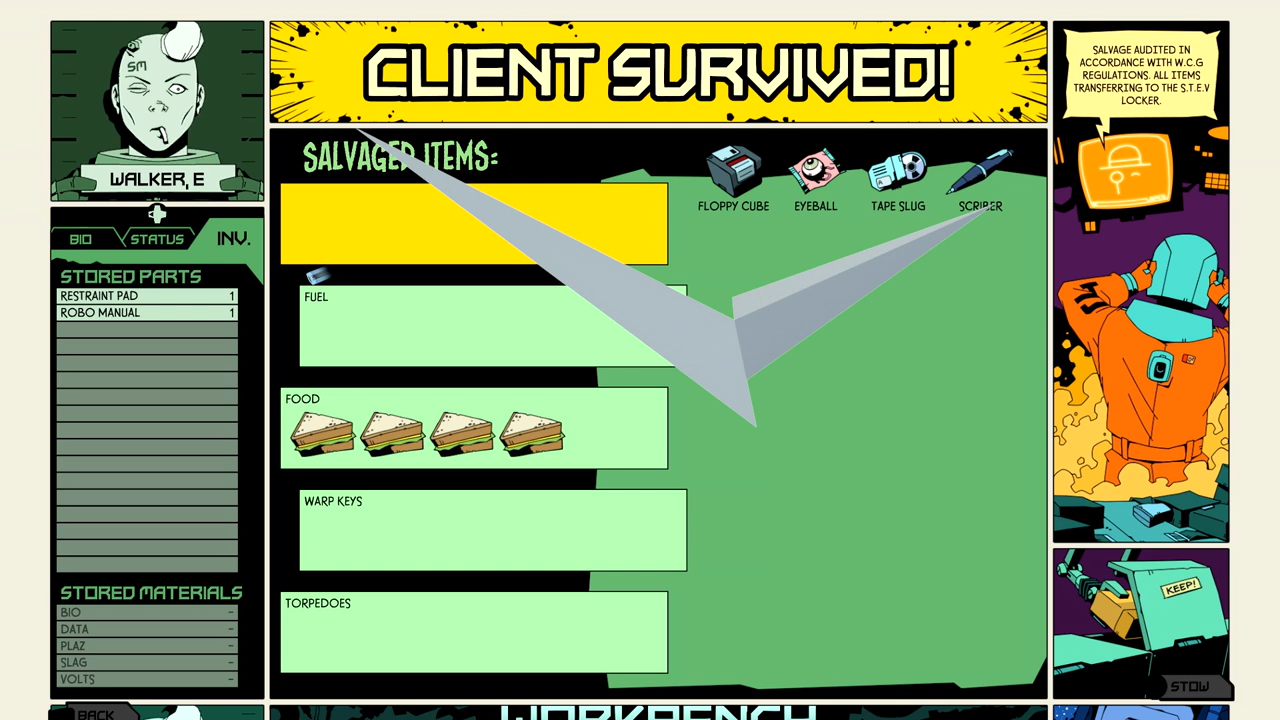 SM
WALKER, E
BIO
STATUS
INV.
STORED PARTS
RESTRAINT PAD 1
ROBO MANUAL 1
STORED MATERIALS
BIO -
DATA -
PLAZ -
SLAG -
VOLTS -
BACK
CLIENT SURVIVED!
SALVAGED ITEMS:
FLOPPY CUBE
EYEBALL
TAPE SLUG
SCRIBER
FUEL
FOOD
WARP KEYS
TORPEDOES
WORKBENCH
SALVAGE AUDITED IN
ACCORDANCE WITH W.C.G
REGULATIONS. ALL ITEMS
TRANSFERRING TO THE S.T.E.V
LOCKER.
KEEP!
STOW